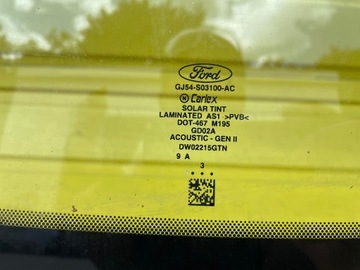 Ford
GJ54-S03100-AC
Carlex
SOLAR TINT
LAMINATED AS1 >PVB<
DOT-467 M195
GD02A
ACOUSTIC - GEN II
DW02215GTN
9 A
3